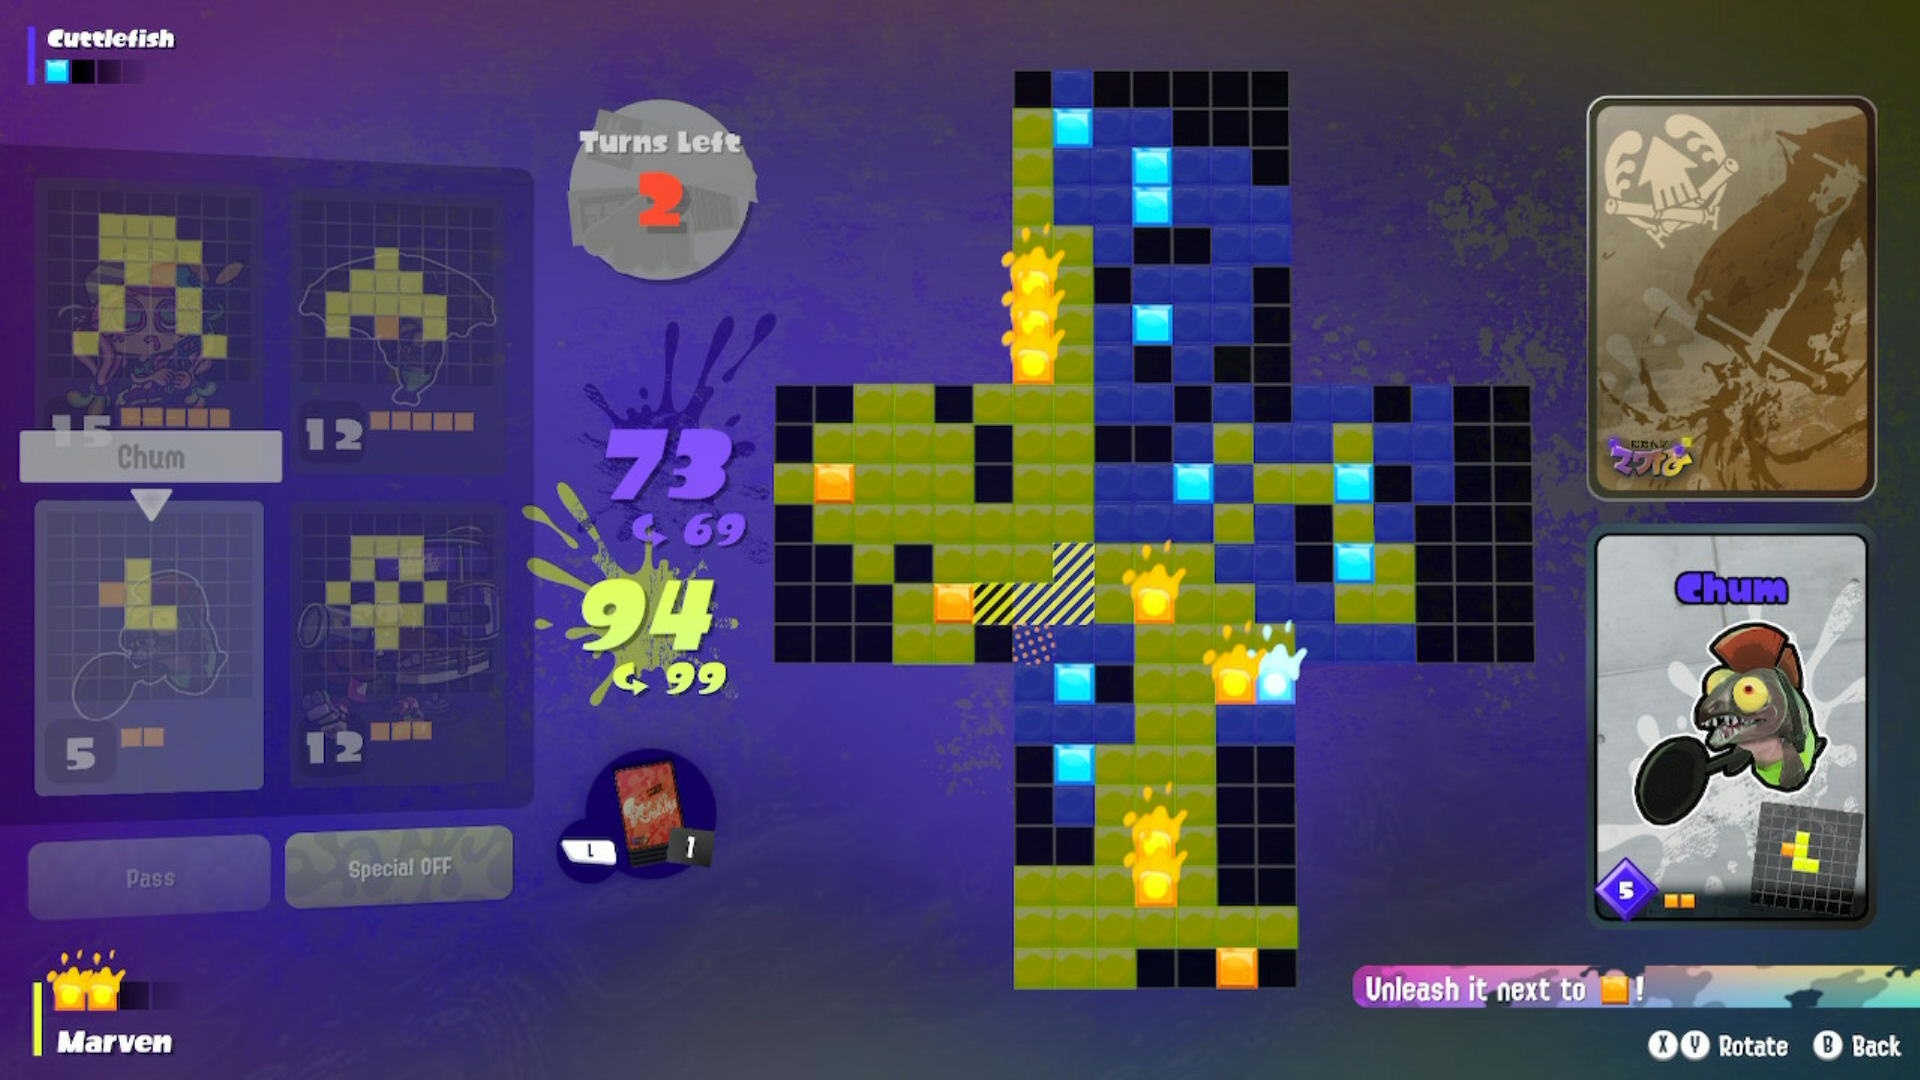 Cuttlefish
Turns Left
2
15
12
Chum
5
12
73
69
94
99
L
1
Pass
Special OFF
Marven
Chum
5
Unleash it next to !
X Y Rotate B Back